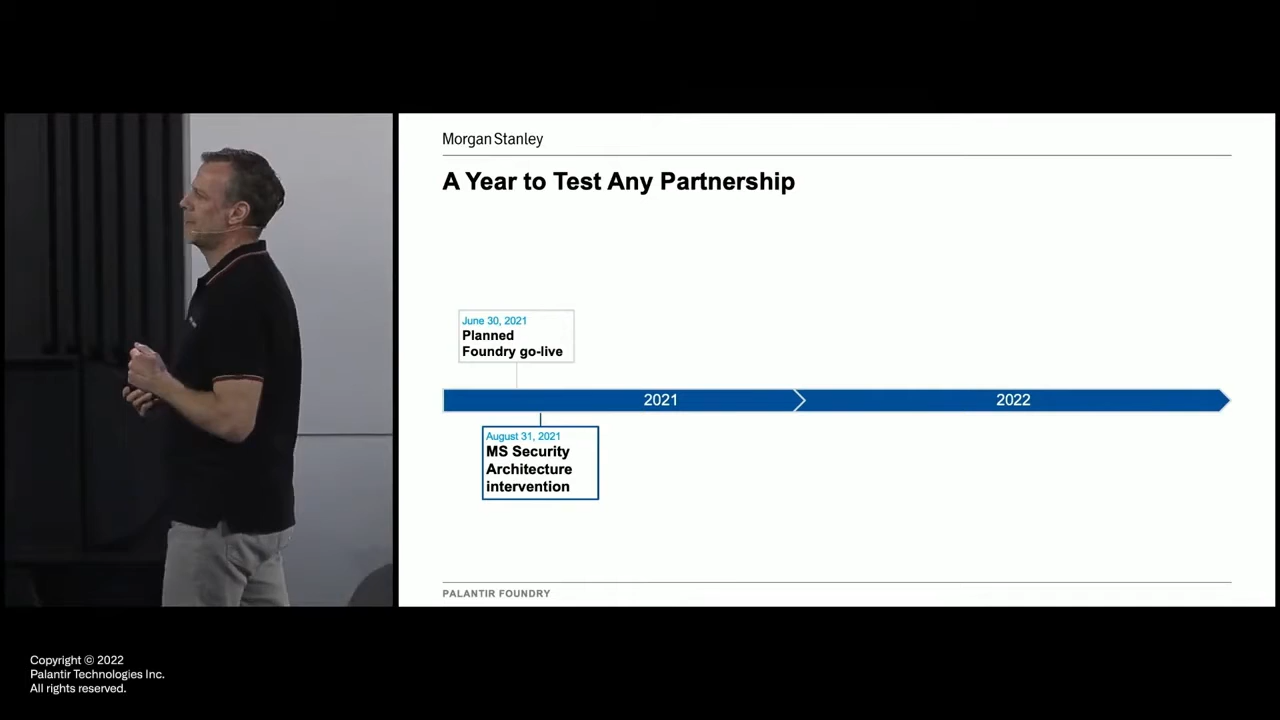 Morgan Stanley
A Year to Test Any Partnership
June 30, 2021
Planned
Foundry go-live
2021
2022
August 31, 2021
MS Security
Architecture
intervention
PALANTIR FOUNDRY
Copyright © 2022
Palantir Technologies Inc.
All rights reserved.